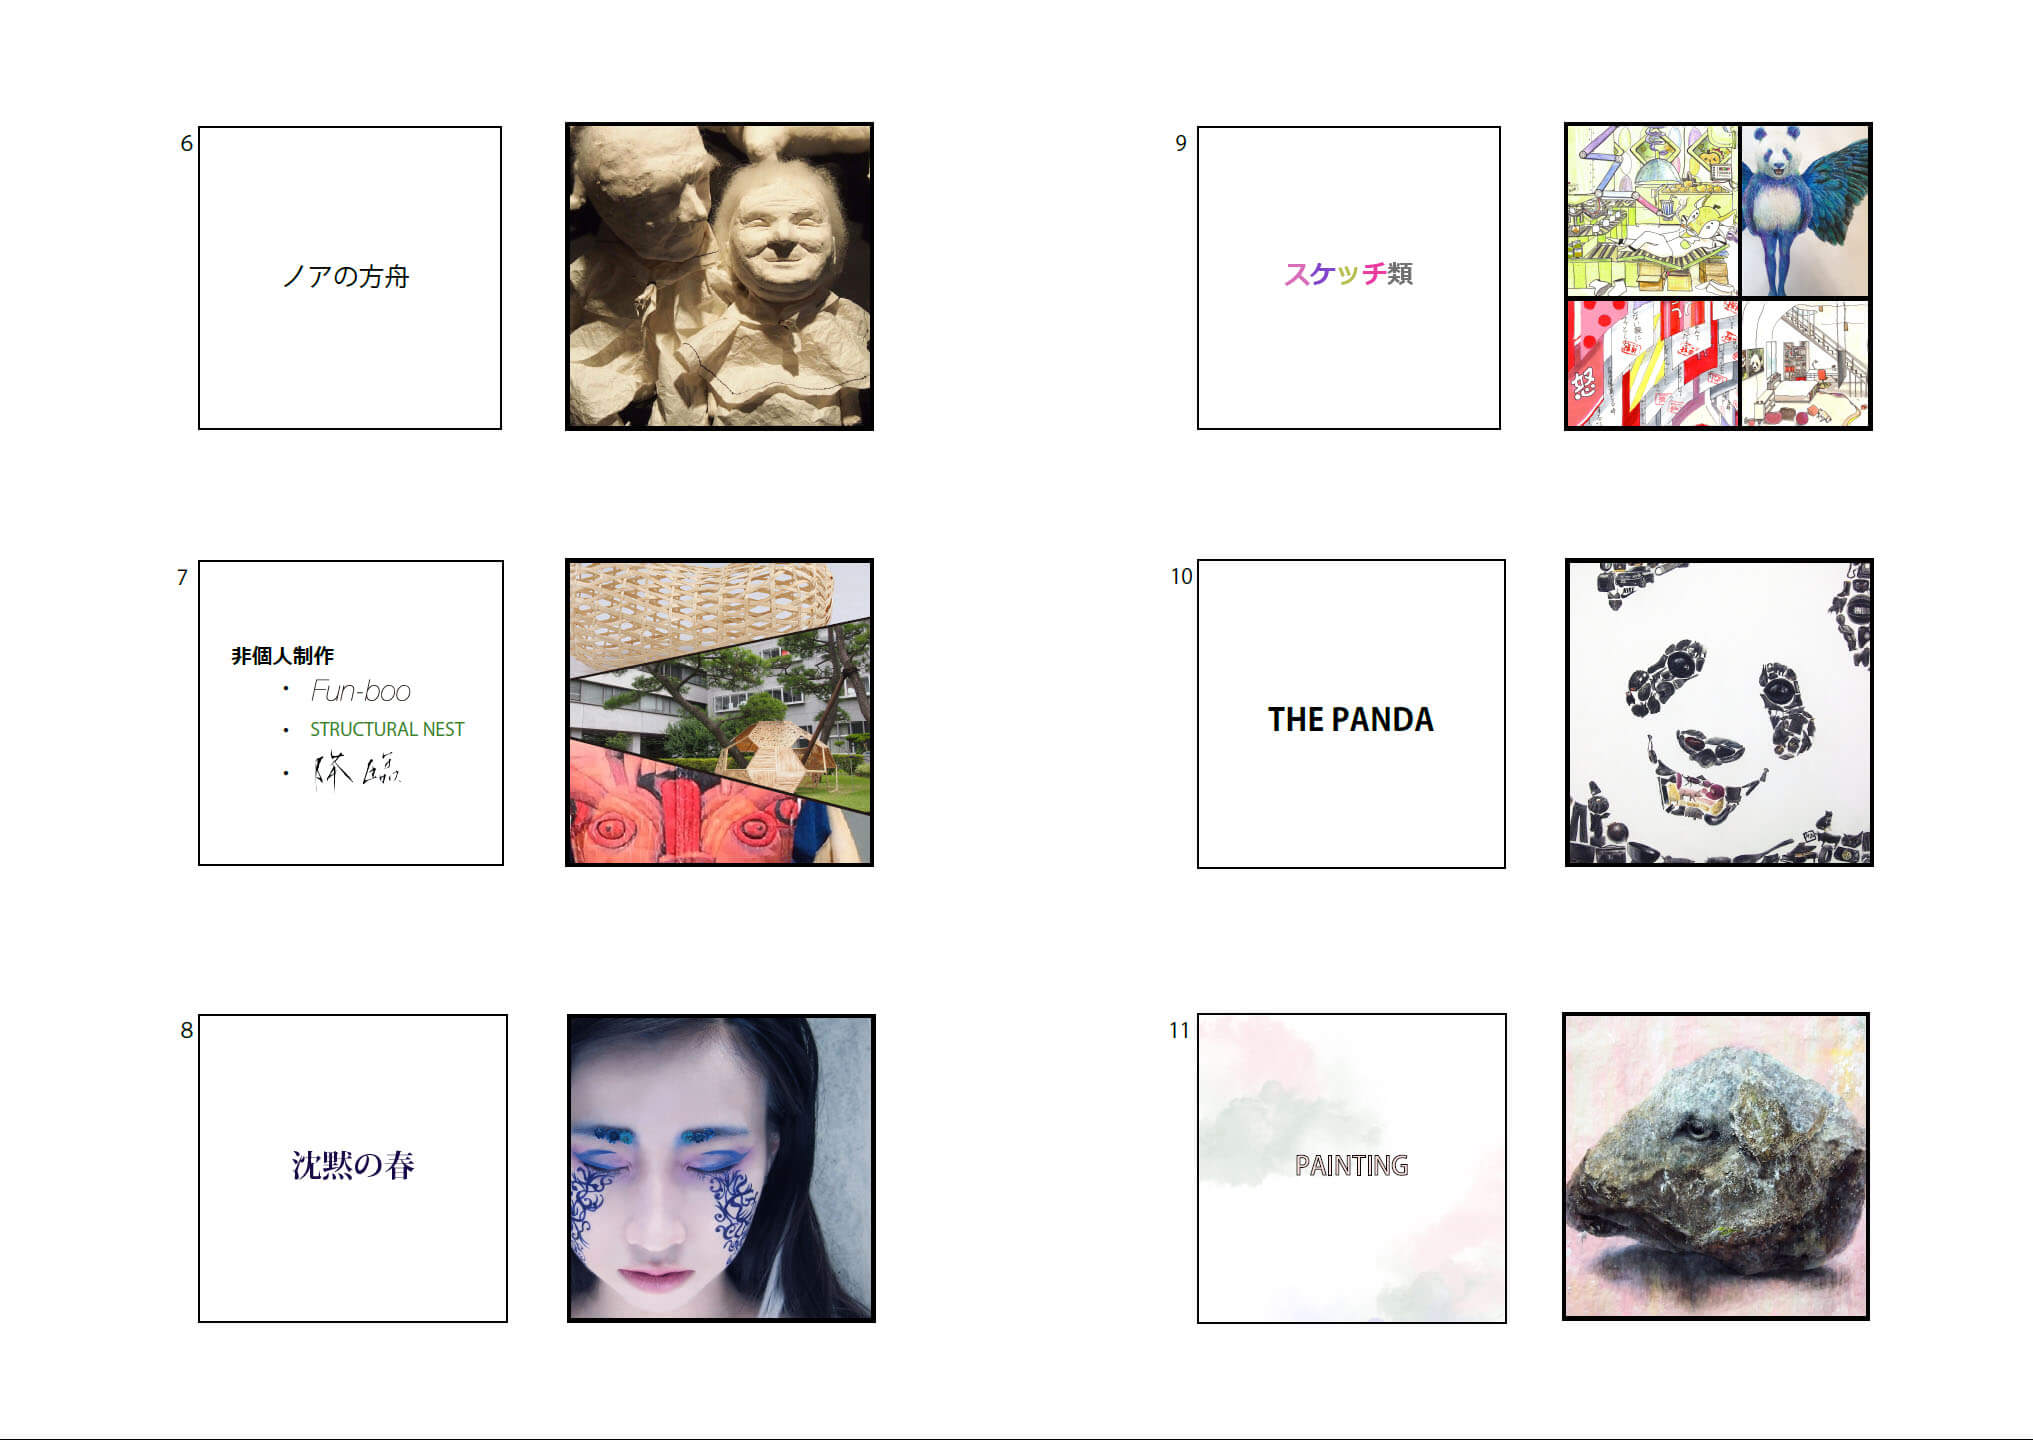 6
ノアの方舟
7
非個人制作
• Fun-boo
• STRUCTURAL NEST
• 降臨
8
沈黙の春
9
スケッチ類
怒
10
THE PANDA
11
PAINTING